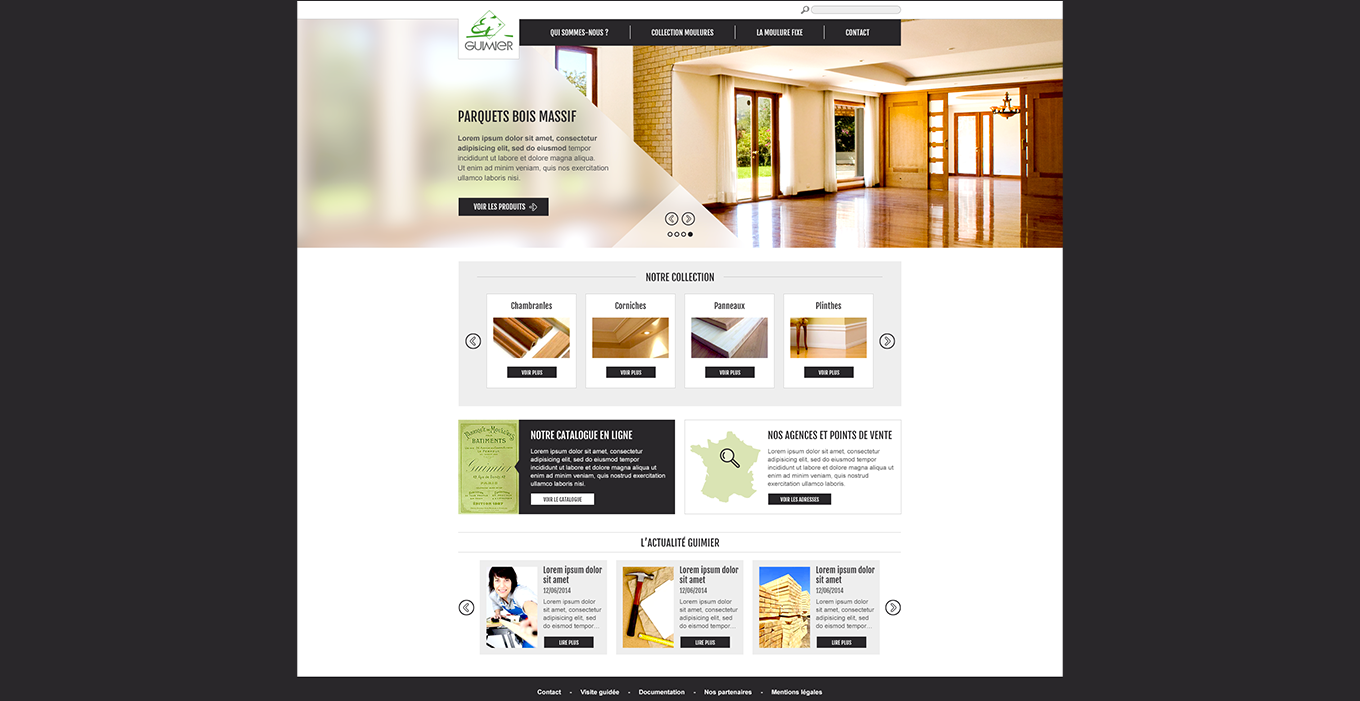 GUIMIER
QUI SOMMES-NOUS ?
COLLECTION MOULURES
LA MOULURE FIXE
CONTACT
PARQUETS BOIS MASSIF
Lorem ipsum dolor sit amet, consectetur
adipisicing elit, sed do eiusmod tempor
incididunt ut labore et dolore magna aliqua.
Ut enim ad minim veniam, quis nos exercitation
ullamco laboris nisi.
VOIR LES PRODUITS
NOTRE COLLECTION
Chambranles
Corniches
Panneaux
Plinthes
VOIR PLUS
VOIR PLUS
VOIR PLUS
VOIR PLUS
BATIMENTS
Guimier
NOTRE CATALOGUE EN LIGNE
Lorem ipsum dolor sit amet, consectetur
adipisicing elit, sed do eiusmod tempor
incididunt ut labore et dolore magna aliqua ut
enim ad minim veniam, quis nostrud exercitation
ullamco laboris nisi.
VOIR LE CATALOGUE
NOS AGENCES ET POINTS DE VENTE
Lorem ipsum dolor sit amet, consectetur
adipisicing elit, sed do eiusmod tempor
incididunt ut labore et dolore magna aliqua ut
enim ad minim veniam, quis nostrud
exercitation ullamco laboris.
VOIR LES ADRESSES
L'ACTUALITÉ GUIMIER
Lorem ipsum dolor
sit amet
12/06/2014
Lorem ipsum dolor
sit amet, consectetur
adipisicing elit, sed
do eismod tempor...
LIRE PLUS
Lorem ipsum dolor
sit amet
12/06/2014
Lorem ipsum dolor
sit amet, consectetur
adipisicing elit, sed
do eismod tempor...
LIRE PLUS
Lorem ipsum dolor
sit amet
12/06/2014
Lorem ipsum dolor
sit amet, consectetur
adipisicing elit, sed
do eismod tempor...
LIRE PLUS
Contact - Visite guidée - Documentation - Nos partenaires - Mentions légales